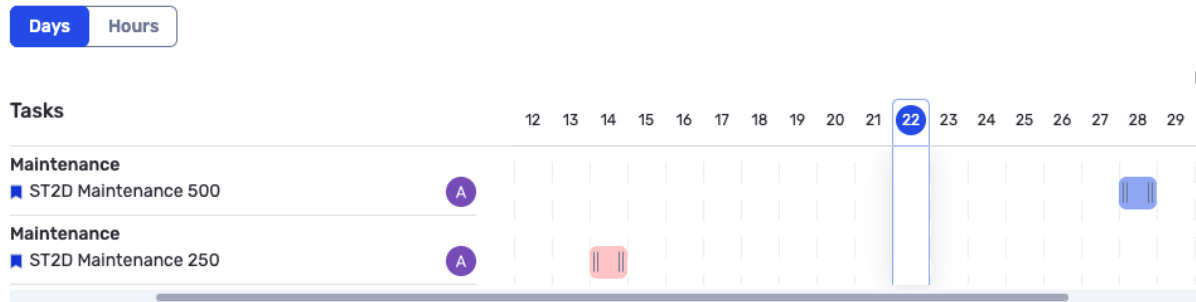 Days Hours
Tasks
12 13 14 15 16 17 18 19 20 21 22 23 24 25 26 27 28 29
Maintenance
ST2D Maintenance 500 A
Maintenance
ST2D Maintenance 250 A